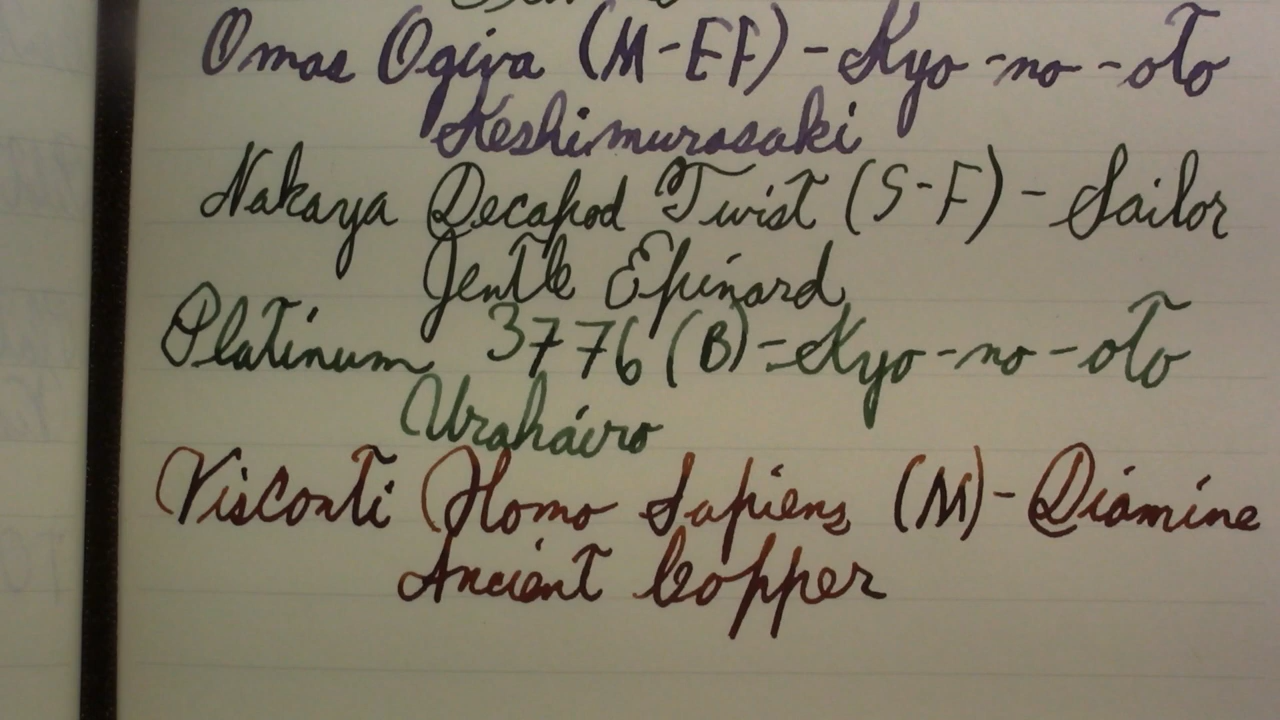 Omas Ogiva (M-EF) - Kyo-no-oto
Keshimurasaki
Nakaya Decapod Twist (S-F) - Sailor
Jentle Epinard
Platinum 3776 (B) - Kyo-no-oto
Urahairo
Visconti Homo Sapiens (M) - Diamine
Ancient Copper